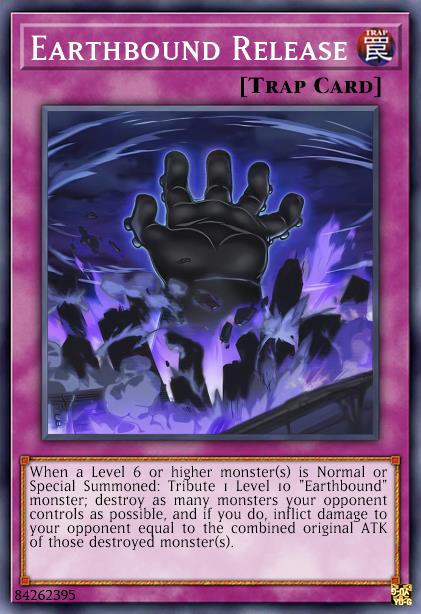 Earthbound Release
TRAP
罠
[Trap Card]
When a Level 6 or higher monster(s) is Normal or
Special Summoned: Tribute 1 Level 10 "Earthbound"
monster; destroy as many monsters your opponent
controls as possible, and if you do, inflict damage to
your opponent equal to the combined original ATK
of those destroyed monster(s).
84262395